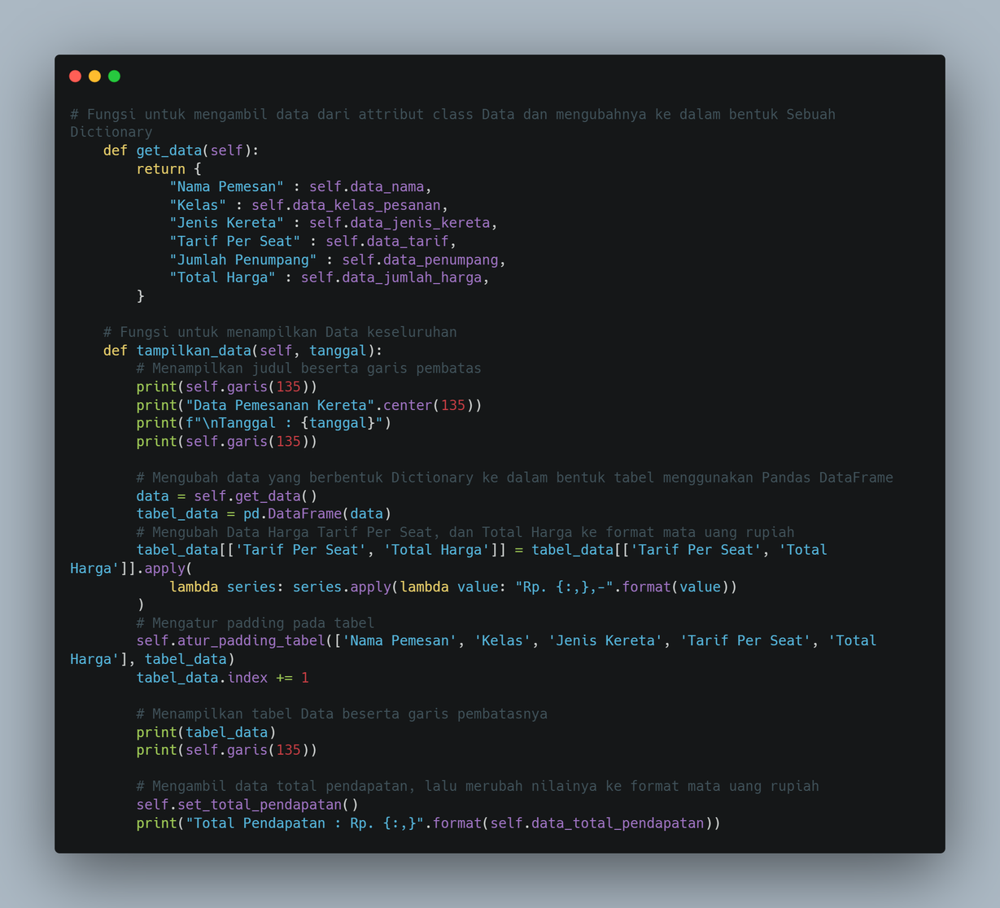 # Fungsi untuk mengambil data dari attribut class Data dan mengubahnya ke dalam bentuk Sebuah
Dictionary
    def get_data(self):
        return {
            "Nama Pemesan" : self.data_nama,
            "Kelas" : self.data_kelas_pesanan,
            "Jenis Kereta" : self.data_jenis_kereta,
            "Tarif Per Seat" : self.data_tarif,
            "Jumlah Penumpang" : self.data_penumpang,
            "Total Harga" : self.data_jumlah_harga,
        }

    # Fungsi untuk menampilkan Data keseluruhan
    def tampilkan_data(self, tanggal):
        # Menampilkan judul beserta garis pembatas
        print(self.garis(135))
        print("Data Pemesanan Kereta".center(135))
        print(f"\nTanggal : {tanggal}")
        print(self.garis(135))

        # Mengubah data yang berbentuk Dictionary ke dalam bentuk tabel menggunakan Pandas DataFrame
        data = self.get_data()
        tabel_data = pd.DataFrame(data)
        # Mengubah Data Harga Tarif Per Seat, dan Total Harga ke format mata uang rupiah
        tabel_data[['Tarif Per Seat', 'Total Harga']] = tabel_data[['Tarif Per Seat', 'Total
Harga']].apply(
            lambda series: series.apply(lambda value: "Rp. {:,},-".format(value))
        )
        # Mengatur padding pada tabel
        self.atur_padding_tabel(['Nama Pemesan', 'Kelas', 'Jenis Kereta', 'Tarif Per Seat', 'Total
Harga'], tabel_data)
        tabel_data.index += 1

        # Menampilkan tabel Data beserta garis pembatasnya
        print(tabel_data)
        print(self.garis(135))

        # Mengambil data total pendapatan, lalu merubah nilainya ke format mata uang rupiah
        self.set_total_pendapatan()
        print("Total Pendapatan : Rp. {:,}".format(self.data_total_pendapatan))